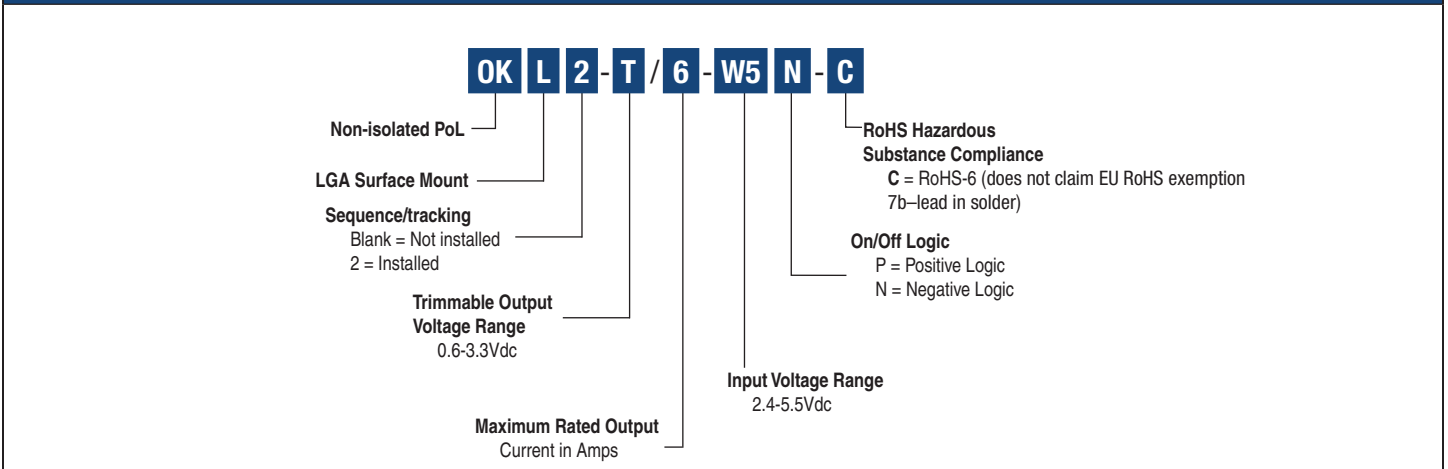 OK L 2 - T / 6 - W5 N - C
Non-isolated PoL
LGA Surface Mount
Sequence/tracking
Blank = Not installed
2 = Installed
Trimmable Output
Voltage Range
0.6-3.3Vdc
Maximum Rated Output
Current in Amps
Input Voltage Range
2.4-5.5Vdc
On/Off Logic
P = Positive Logic
N = Negative Logic
RoHS Hazardous
Substance Compliance
C = RoHS-6 (does not claim EU RoHS exemption
7b–lead in solder)